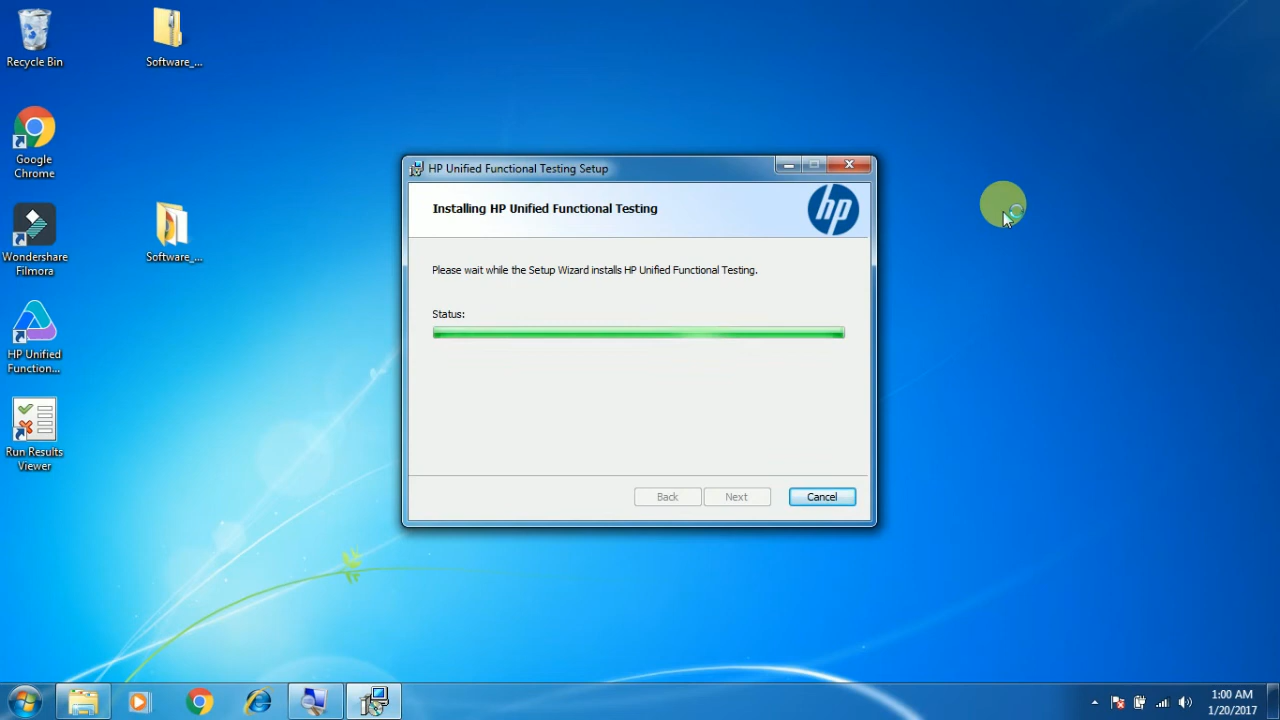 Recycle Bin
Software_...
Google
Chrome
Wondershare
Filmora
Software_...
HP Unified
Function...
Run Results
Viewer
HP Unified Functional Testing Setup
Installing HP Unified Functional Testing
hp
Please wait while the Setup Wizard installs HP Unified Functional Testing.
Status:
Back
Next
Cancel
1:00 AM
1/20/2017